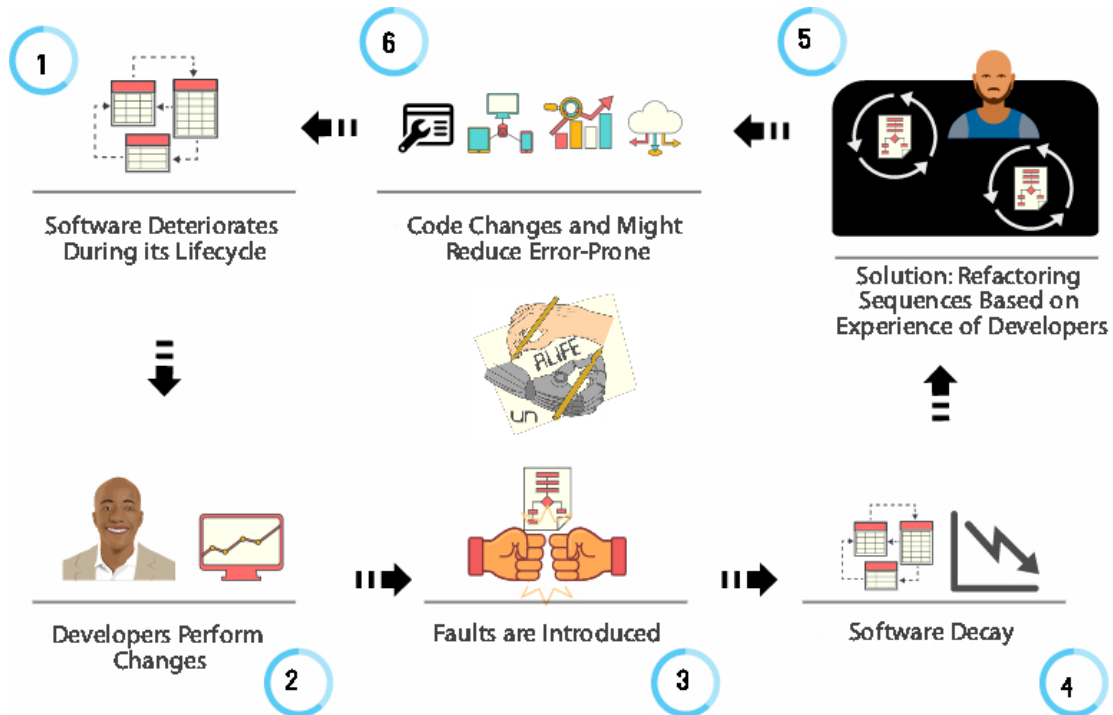 1
Software Deteriorates
During its Lifecycle
6
Code Changes and Might
Reduce Error-Prone
5
Solution: Refactoring
Sequences Based on
Experience of Developers
ALIFE
un
Developers Perform
Changes
2
Faults are Introduced
3
Software Decay
4